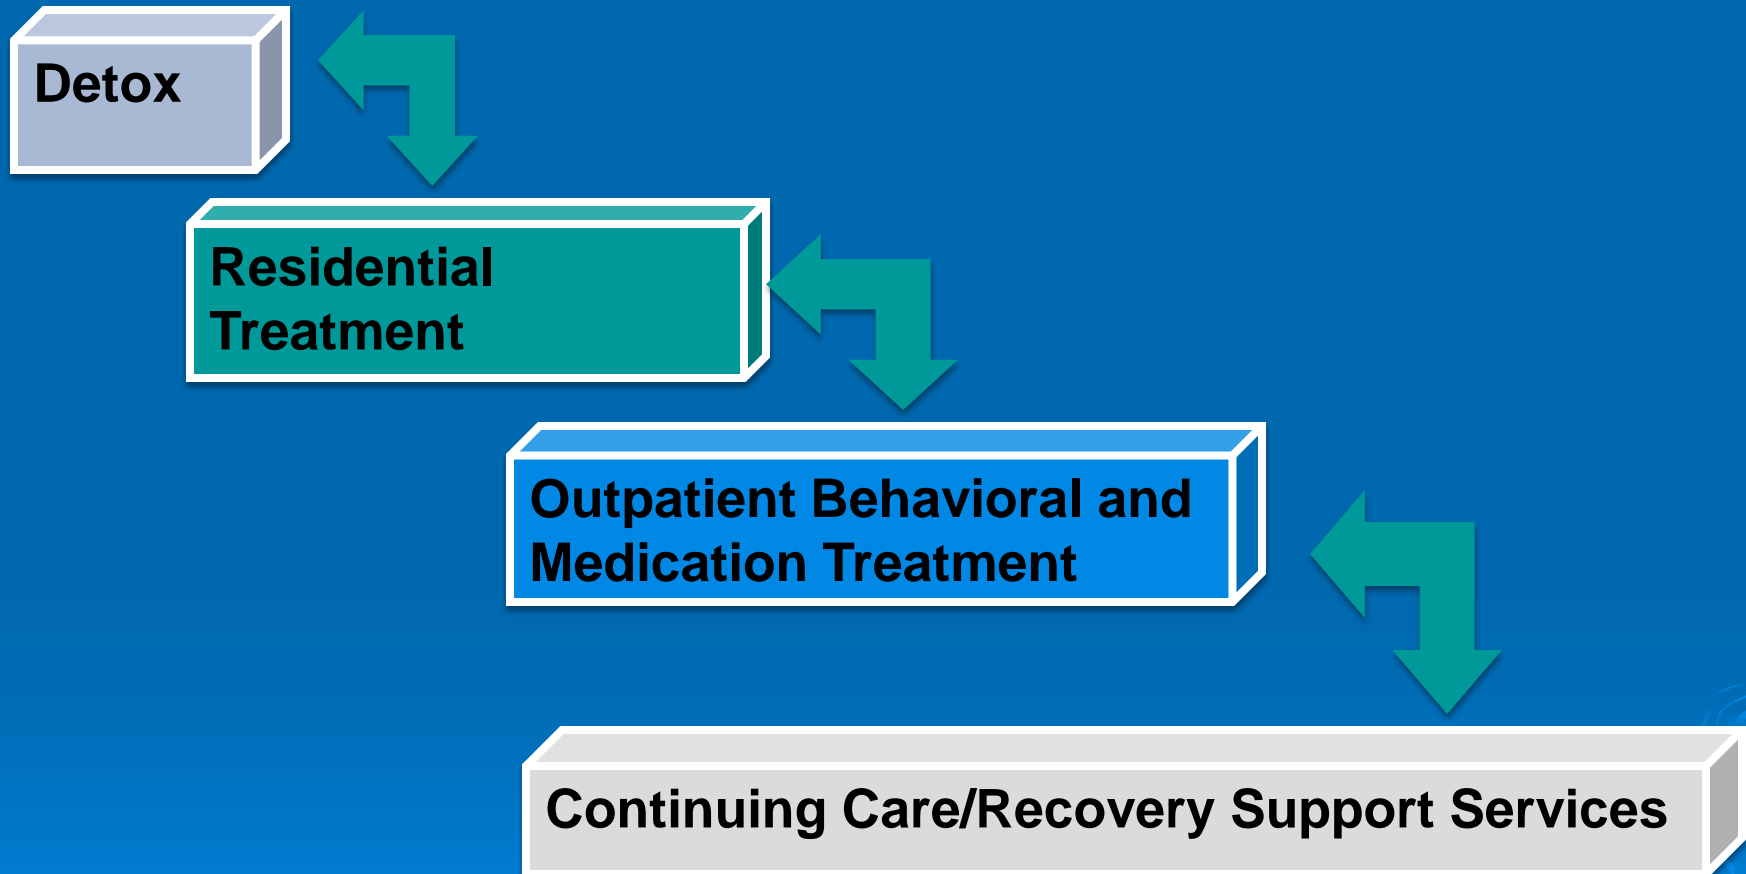 Detox
Residential
Treatment
Outpatient Behavioral and
Medication Treatment
Continuing Care/Recovery Support Services